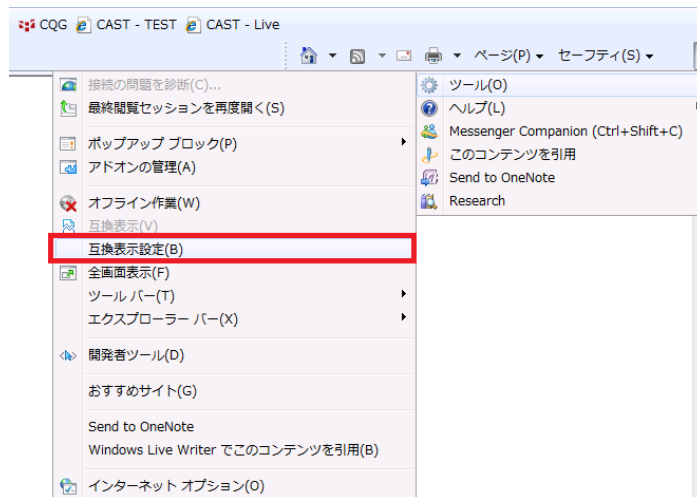 CQG CAST - TEST CAST - Live
ページ(P) セーフティ(S)
接続の問題を診断(C)...
最終閲覧セッションを再度開く(S)
ポップアップ ブロック(P)
アドオンの管理(A)
オフライン作業(W)
互換表示(V)
互換表示設定(B)
全画面表示(F)
ツール バー(T)
エクスプローラー バー(X)
開発者ツール(D)
おすすめサイト(G)
Send to OneNote
Windows Live Writer でこのコンテンツを引用(B)
インターネット オプション(O)
ツール(O)
ヘルプ(L)
Messenger Companion (Ctrl+Shift+C)
このコンテンツを引用
Send to OneNote
Research